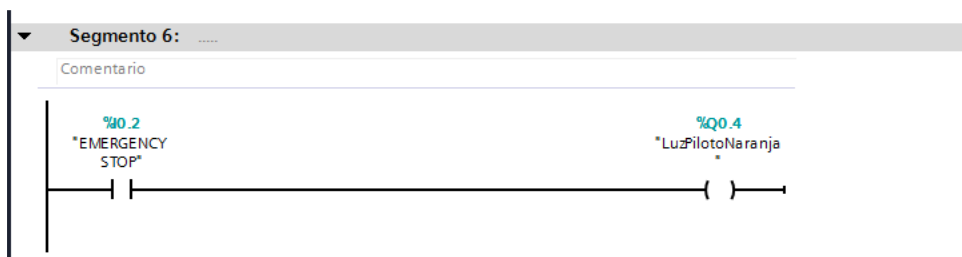 Segmento 6: .....
Comentario
%I0.2
"EMERGENCY
STOP"
%Q0.4
"LuzPilotoNaranja
"